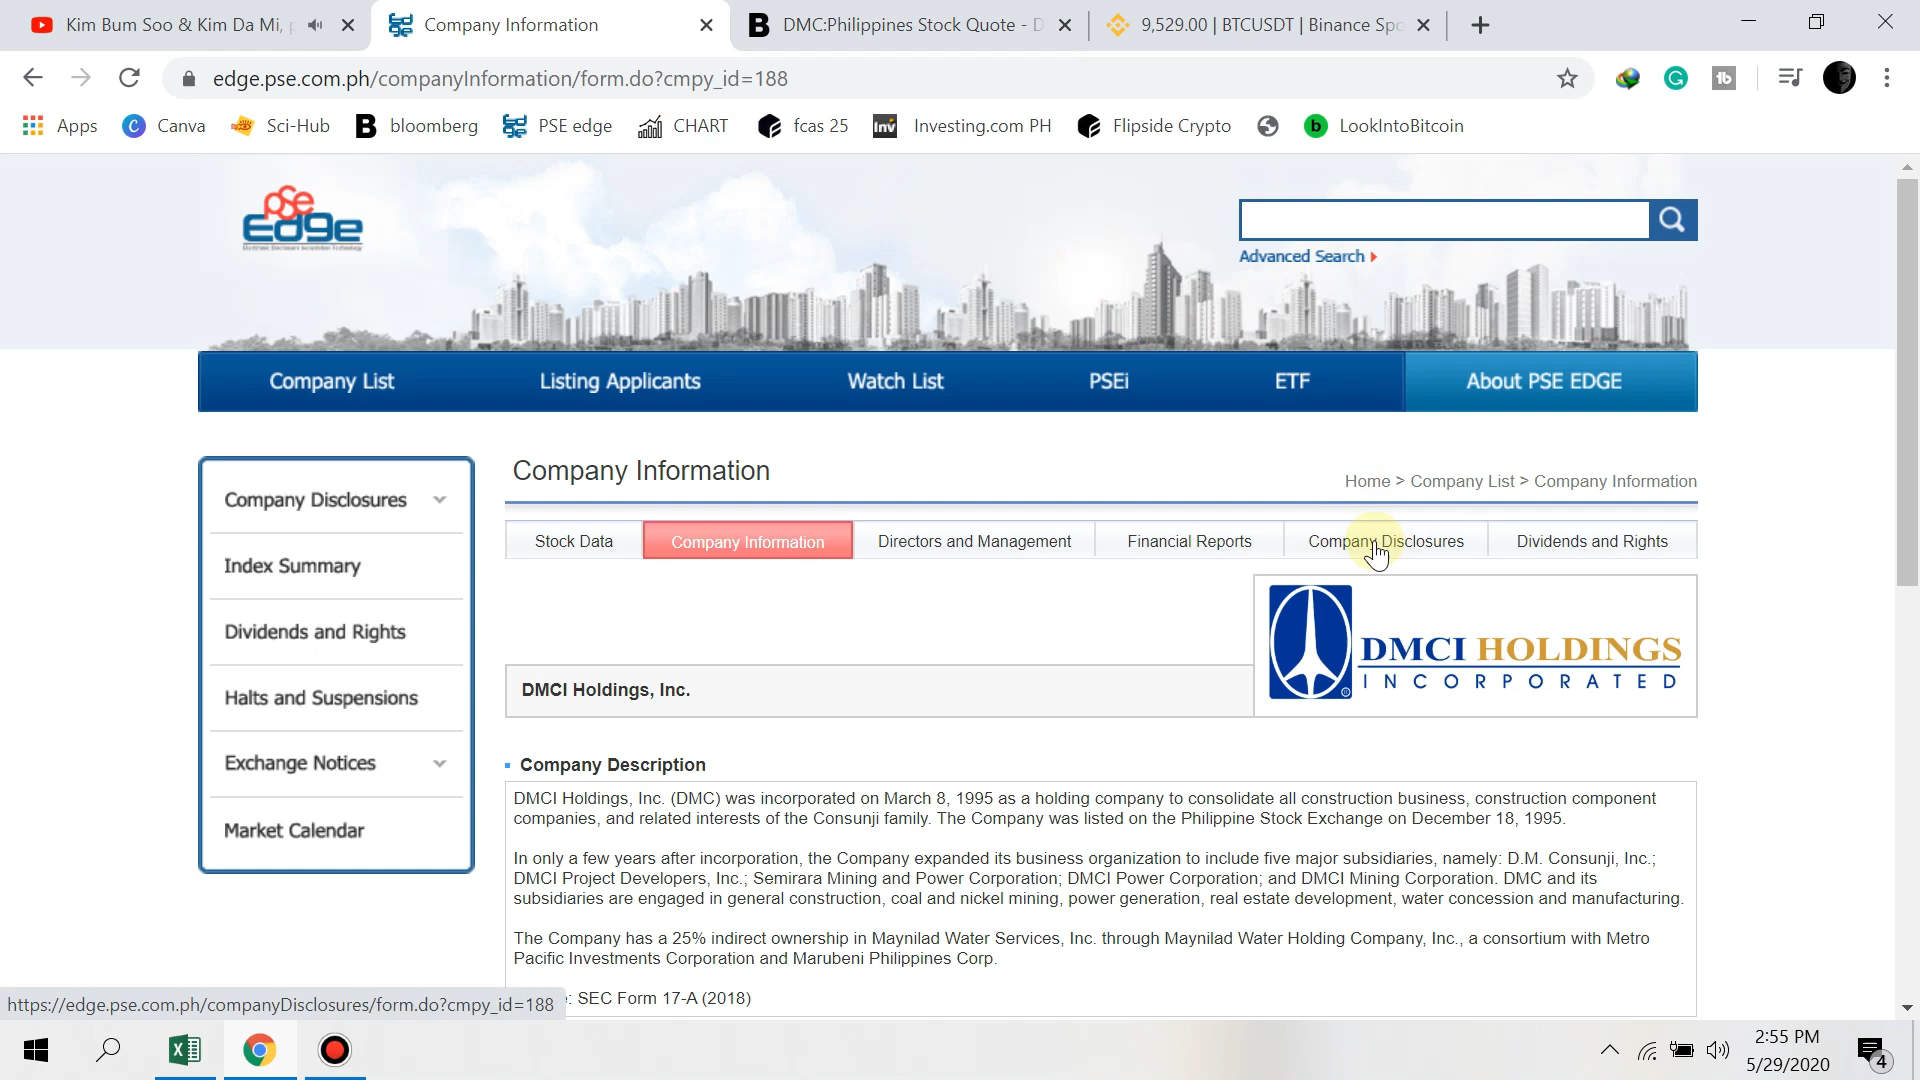 Kim Bum Soo & Kim Da Mi,
Company Information
DMC:Philippines Stock Quote - D
9,529.00 | BTCUSDT | Binance Spo
edge.pse.com.ph/companyInformation/form.do?cmpy_id=188
Apps
Canva
Sci-Hub
bloomberg
PSE edge
CHART
fcas 25
Investing.com PH
Flipside Crypto
LookIntoBitcoin
pse
Edge
Advanced Search
Company List
Listing Applicants
Watch List
PSEi
ETF
About PSE EDGE
Company Disclosures
Index Summary
Dividends and Rights
Halts and Suspensions
Exchange Notices
Market Calendar
Company Information
Home > Company List > Company Information
Stock Data
Company Information
Directors and Management
Financial Reports
Company Disclosures
Dividends and Rights
DMCI HOLDINGS
INCORPORATED
DMCI Holdings, Inc.
Company Description
DMCI Holdings, Inc. (DMC) was incorporated on March 8, 1995 as a holding company to consolidate all construction business, construction component
companies, and related interests of the Consunji family. The Company was listed on the Philippine Stock Exchange on December 18, 1995.
In only a few years after incorporation, the Company expanded its business organization to include five major subsidiaries, namely: D.M. Consunji, Inc.;
DMCI Project Developers, Inc.; Semirara Mining and Power Corporation; DMCI Power Corporation; and DMCI Mining Corporation. DMC and its
subsidiaries are engaged in general construction, coal and nickel mining, power generation, real estate development, water concession and manufacturing.
The Company has a 25% indirect ownership in Maynilad Water Services, Inc. through Maynilad Water Holding Company, Inc., a consortium with Metro
Pacific Investments Corporation and Marubeni Philippines Corp.
: SEC Form 17-A (2018)
https://edge.pse.com.ph/companyDisclosures/form.do?cmpy_id=188
2:55 PM
5/29/2020
4